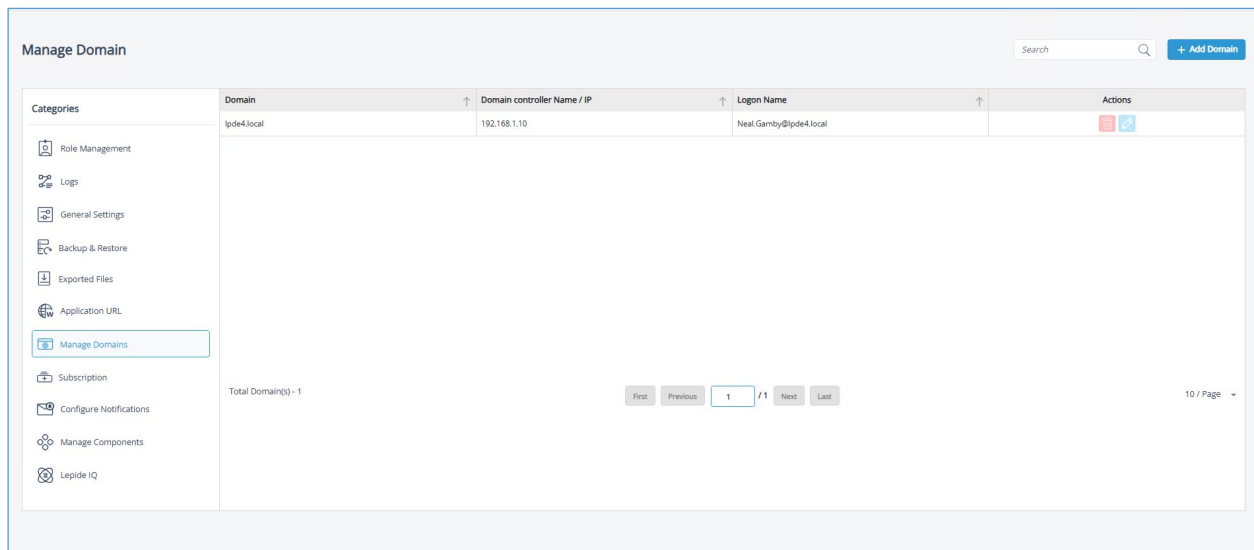 Manage Domain
Search
+ Add Domain
Categories
Role Management
Logs
General Settings
Backup & Restore
Exported Files
Application URL
Manage Domains
Subscription
Configure Notifications
Manage Components
Lepide IQ
Domain Domain controller Name / IP Logon Name Actions
lpde4.local 192.168.1.10 Neal.Gamby@lpde4.local
Total Domain(s) - 1
First Previous 1 / 1 Next Last
10 / Page